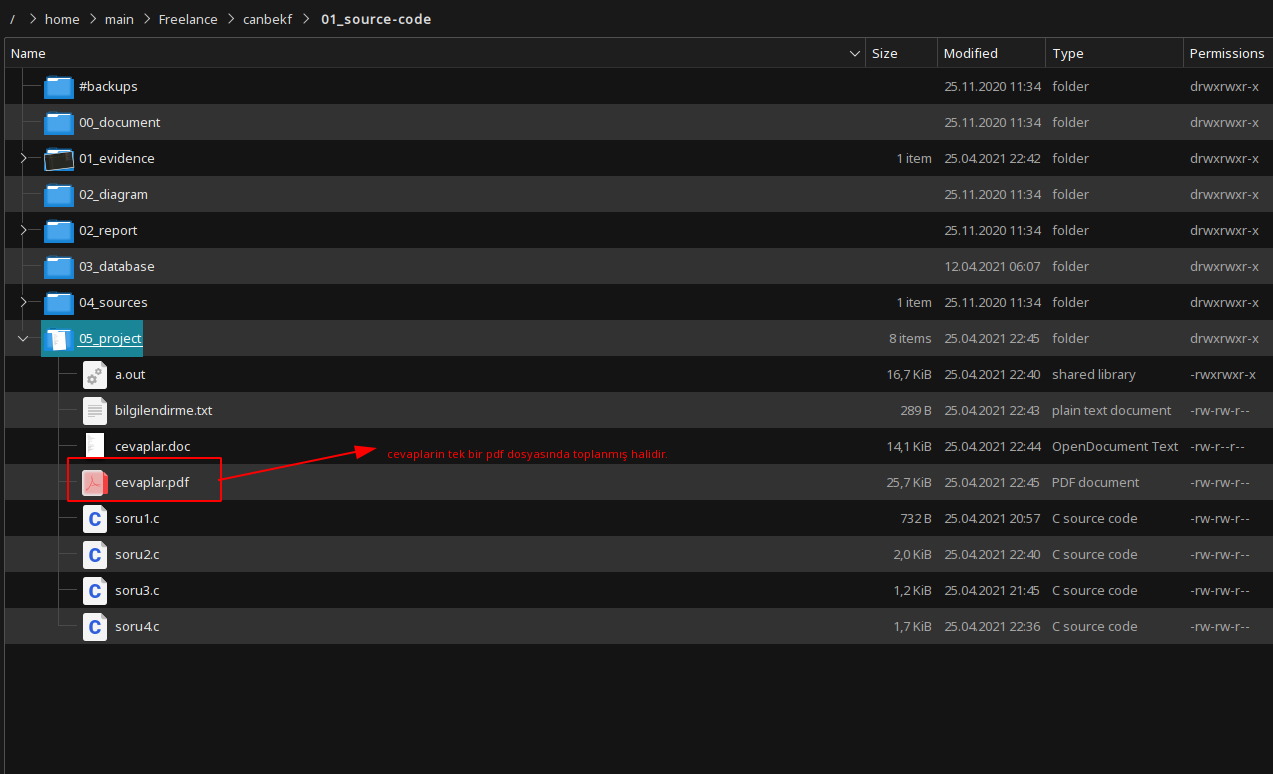 / > home > main > Freelance > canbekf > 01_source-code
Name Size Modified Type Permissions
#backups 25.11.2020 11:34 folder drwxrwxr-x
00_document 25.11.2020 11:34 folder drwxrwxr-x
01_evidence 1 item 25.04.2021 22:42 folder drwxrwxr-x
02_diagram 25.11.2020 11:34 folder drwxrwxr-x
02_report 25.11.2020 11:34 folder drwxrwxr-x
03_database 12.04.2021 06:07 folder drwxrwxr-x
04_sources 1 item 25.11.2020 11:34 folder drwxrwxr-x
05_project 8 items 25.04.2021 22:45 folder drwxrwxr-x
a.out 16,7 KiB 25.04.2021 22:40 shared library -rwxrwxr-x
bilgilendirme.txt 289 B 25.04.2021 22:43 plain text document -rw-rw-r--
cevaplar.doc 14,1 KiB 25.04.2021 22:44 OpenDocument Text -rw-r--r--
cevapların tek bir pdf dosyasında toplanmış halidir.
cevaplar.pdf 25,7 KiB 25.04.2021 22:45 PDF document -rw-rw-r--
C soru1.c 732 B 25.04.2021 20:57 C source code -rw-rw-r--
C soru2.c 2,0 KiB 25.04.2021 22:40 C source code -rw-rw-r--
C soru3.c 1,2 KiB 25.04.2021 21:45 C source code -rw-rw-r--
C soru4.c 1,7 KiB 25.04.2021 22:36 C source code -rw-rw-r--